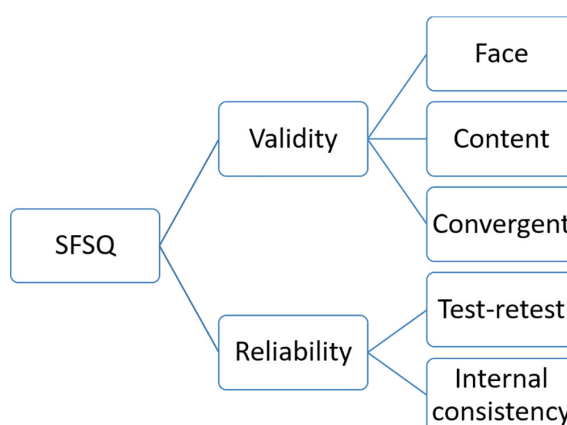 Face
Validity
Content
Convergent
SFSQ
Test-retest
Reliability
Internal
consistency